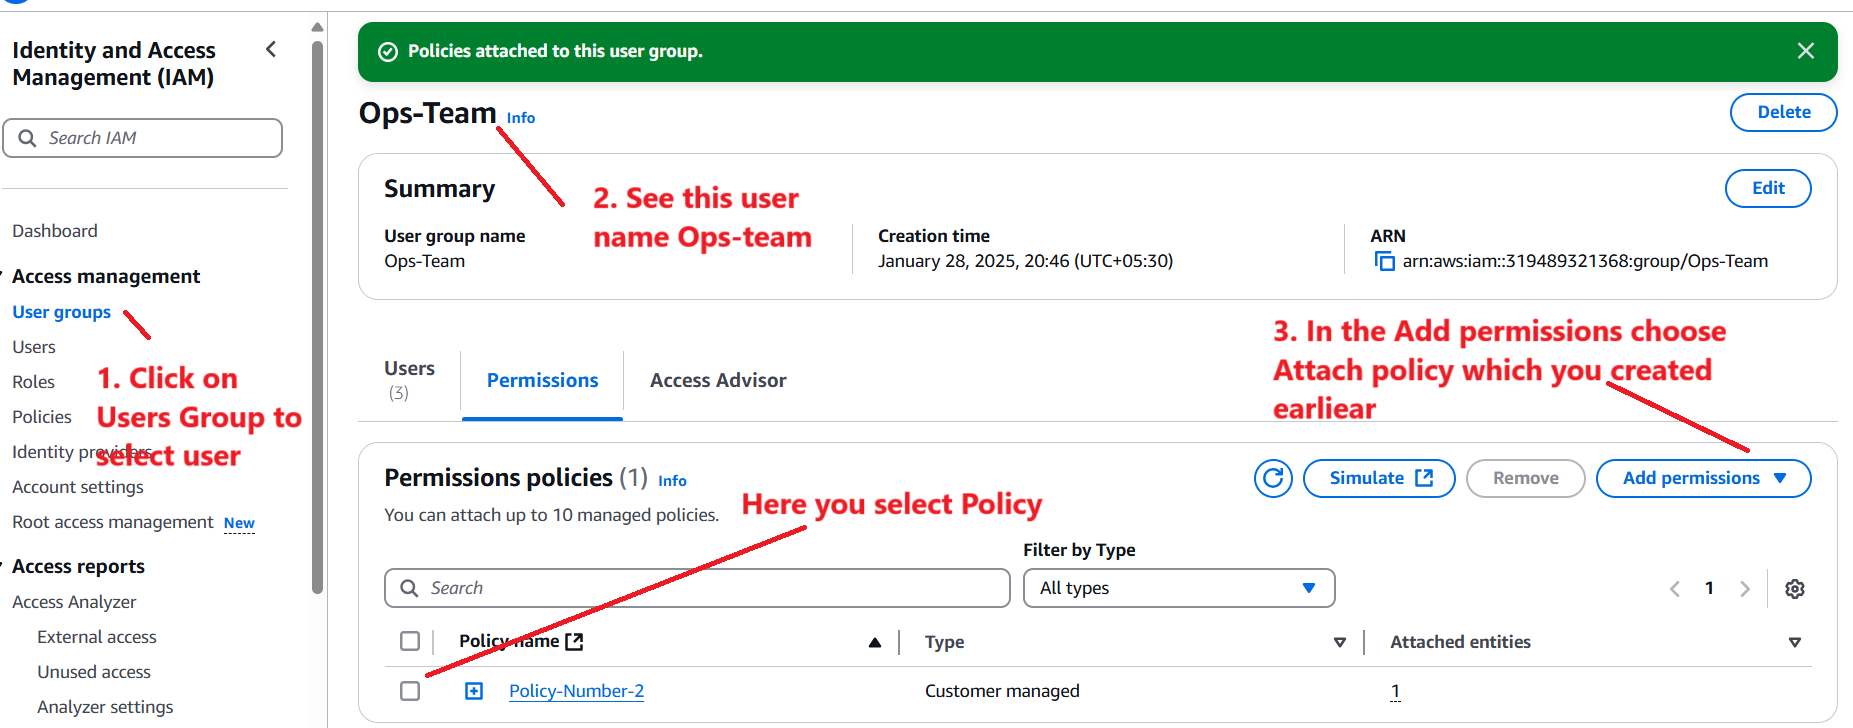 Identity and Access
Management (IAM)
Search IAM
Dashboard
Access management
User groups
Users
Roles
1. Click on
Users Group to
select user
Policies
Identity providers
Account settings
Root access management New
Access reports
Access Analyzer
External access
Unused access
Analyzer settings
Policies attached to this user group.
Ops-Team Info
Delete
Summary
Edit
2. See this user
name Ops-team
User group name
Ops-Team
Creation time
January 28, 2025, 20:46 (UTC+05:30)
ARN
arn:aws:iam::319489321368:group/Ops-Team
3. In the Add permissions choose
Attach policy which you created
earliear
Users
(3)
Permissions
Access Advisor
Permissions policies (1) Info
Simulate
Remove
Add permissions
You can attach up to 10 managed policies.
Here you select Policy
Filter by Type
Search
All types
1
Policy name
Type
Attached entities
Policy-Number-2
Customer managed
1